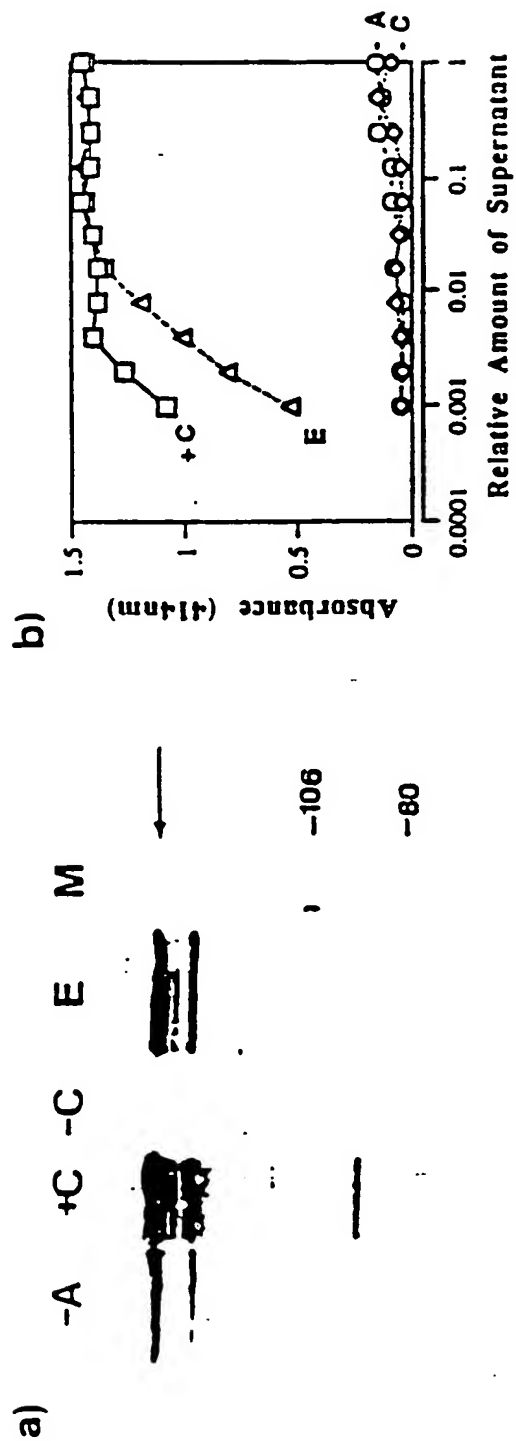 a)
-A +C -C E M
-106
-80
b)
Absorbance (414nm)
1.5
1
0.5
0
+C
E
-A
-C
0.0001 0.001 0.01 0.1 1
Relative Amount of Supernatant